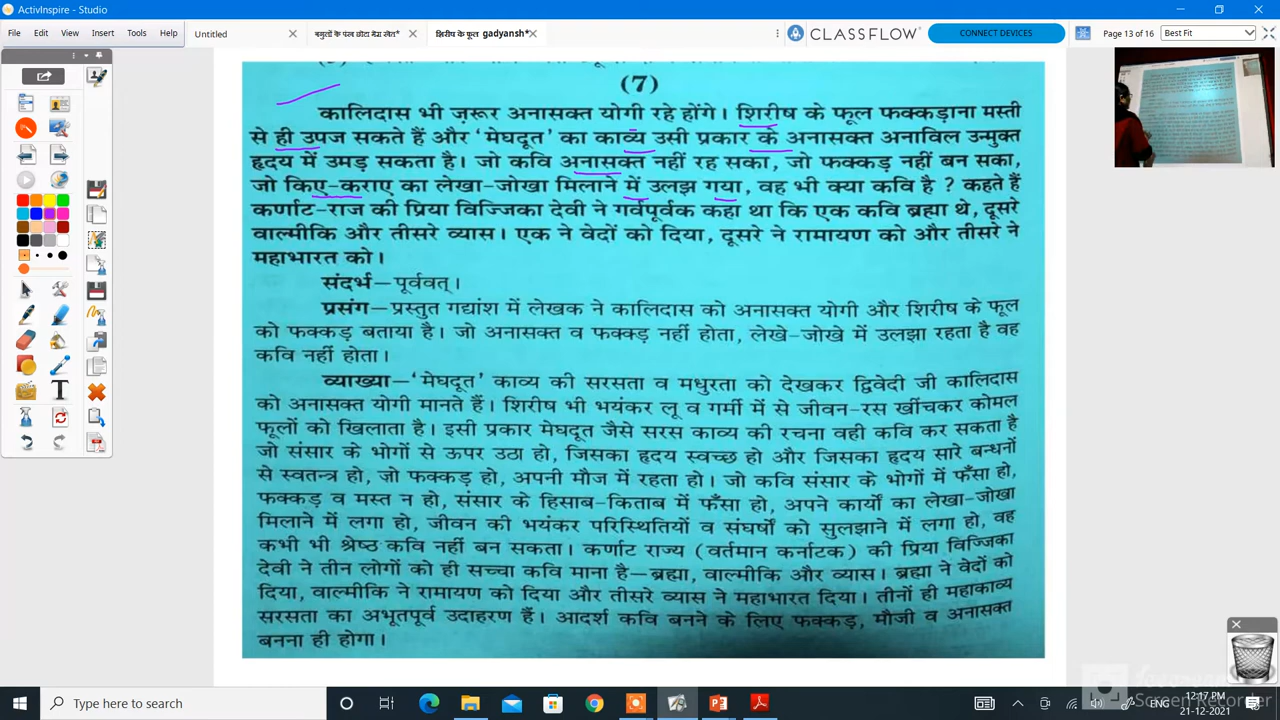 ActivInspire - Studio
File Edit View Insert Tools Help
Untitled
शिरीष के फूल gadyansh*
CLASSFLOW
CONNECT DEVICES
Page 13 of 16
Best Fit
(7)
कालिदास भी ज़रूर अनासक्त योगी रहे होंगे। शिरीष के फूल फक्कड़ाना मस्ती
से ही उपज सकते हैं और 'मेघदूत' का काव्य उसी प्रकार के अनासक्त अनाविल उन्मुक्त
हृदय में उमड़ सकता है। जो कवि अनासक्त नहीं रह सका, जो फक्कड़ नहीं बन सका,
जो किए-कराए का लेखा-जोखा मिलाने में उलझ गया, वह भी क्या कवि है ? कहते हैं
कर्णाट-राज की प्रिया विज्जिका देवी ने गर्वपूर्वक कहा था कि एक कवि ब्रह्मा थे, दूसरे
वाल्मीकि और तीसरे व्यास। एक ने वेदों को दिया, दूसरे ने रामायण को और तीसरे ने
महाभारत को।
संदर्भ—पूर्ववत्।
प्रसंग—प्रस्तुत गद्यांश में लेखक ने कालिदास को अनासक्त योगी और शिरीष के फूल
को फक्कड़ बताया है। जो अनासक्त व फक्कड़ नहीं होता, लेखे-जोखे में उलझा रहता है वह
कवि नहीं होता।
व्याख्या—'मेघदूत' काव्य की सरसता व मधुरता को देखकर द्विवेदी जी कालिदास
को अनासक्त योगी मानते हैं। शिरीष भी भयंकर लू व गर्मी में से जीवन-रस खींचकर कोमल
फूलों को खिलाता है। इसी प्रकार मेघदूत जैसे सरस काव्य की रचना वही कवि कर सकता है
जो संसार के भोगों से ऊपर उठा हो, जिसका हृदय स्वच्छ हो और जिसका हृदय सारे बन्धनों
से स्वतन्त्र हो, जो फक्कड़ हो, अपनी मौज में रहता हो। जो कवि संसार के भोगों में फँसा हो,
फक्कड़ व मस्त न हो, संसार के हिसाब-किताब में फँसा हो, अपने कार्यों का लेखा-जोखा
मिलाने में लगा हो, जीवन की भयंकर परिस्थितियों व संघर्षों को सुलझाने में लगा हो, वह
कभी भी श्रेष्ठ कवि नहीं बन सकता। कर्णाट राज्य (वर्तमान कर्नाटक) की प्रिया विज्जिका
देवी ने तीन लोगों को ही सच्चा कवि माना है—ब्रह्मा, वाल्मीकि और व्यास। ब्रह्मा ने वेदों को
दिया, वाल्मीकि ने रामायण को दिया और तीसरे व्यास ने महाभारत दिया। तीनों ही महाकाव्य
सरसता का अभूतपूर्व उदाहरण हैं। आदर्श कवि बनने के लिए फक्कड़, मौजी व अनासक्त
बनना ही होगा।
Screen Recorder
Type here to search
ENG
12:17 PM
21-12-2021